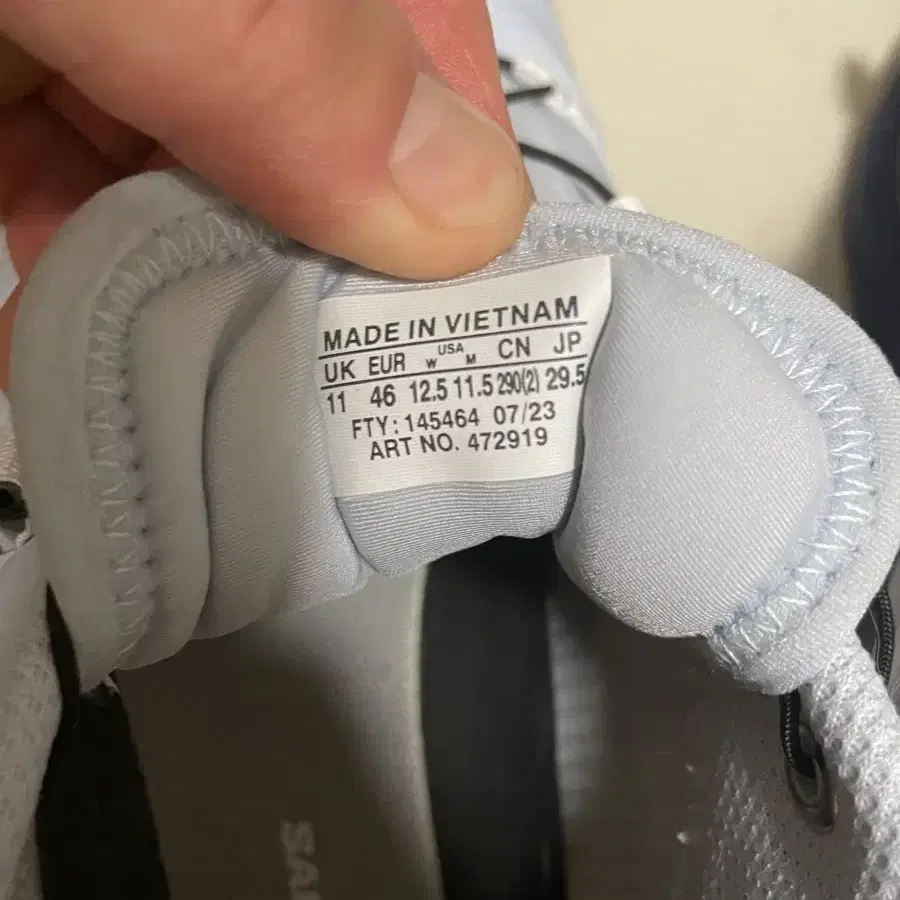 MADE IN VIETNAM
UK EUR W USA M CN JP
11 46 12.5 11.5 290(2) 29.5
FTY: 145464 07/23
ART NO. 472919